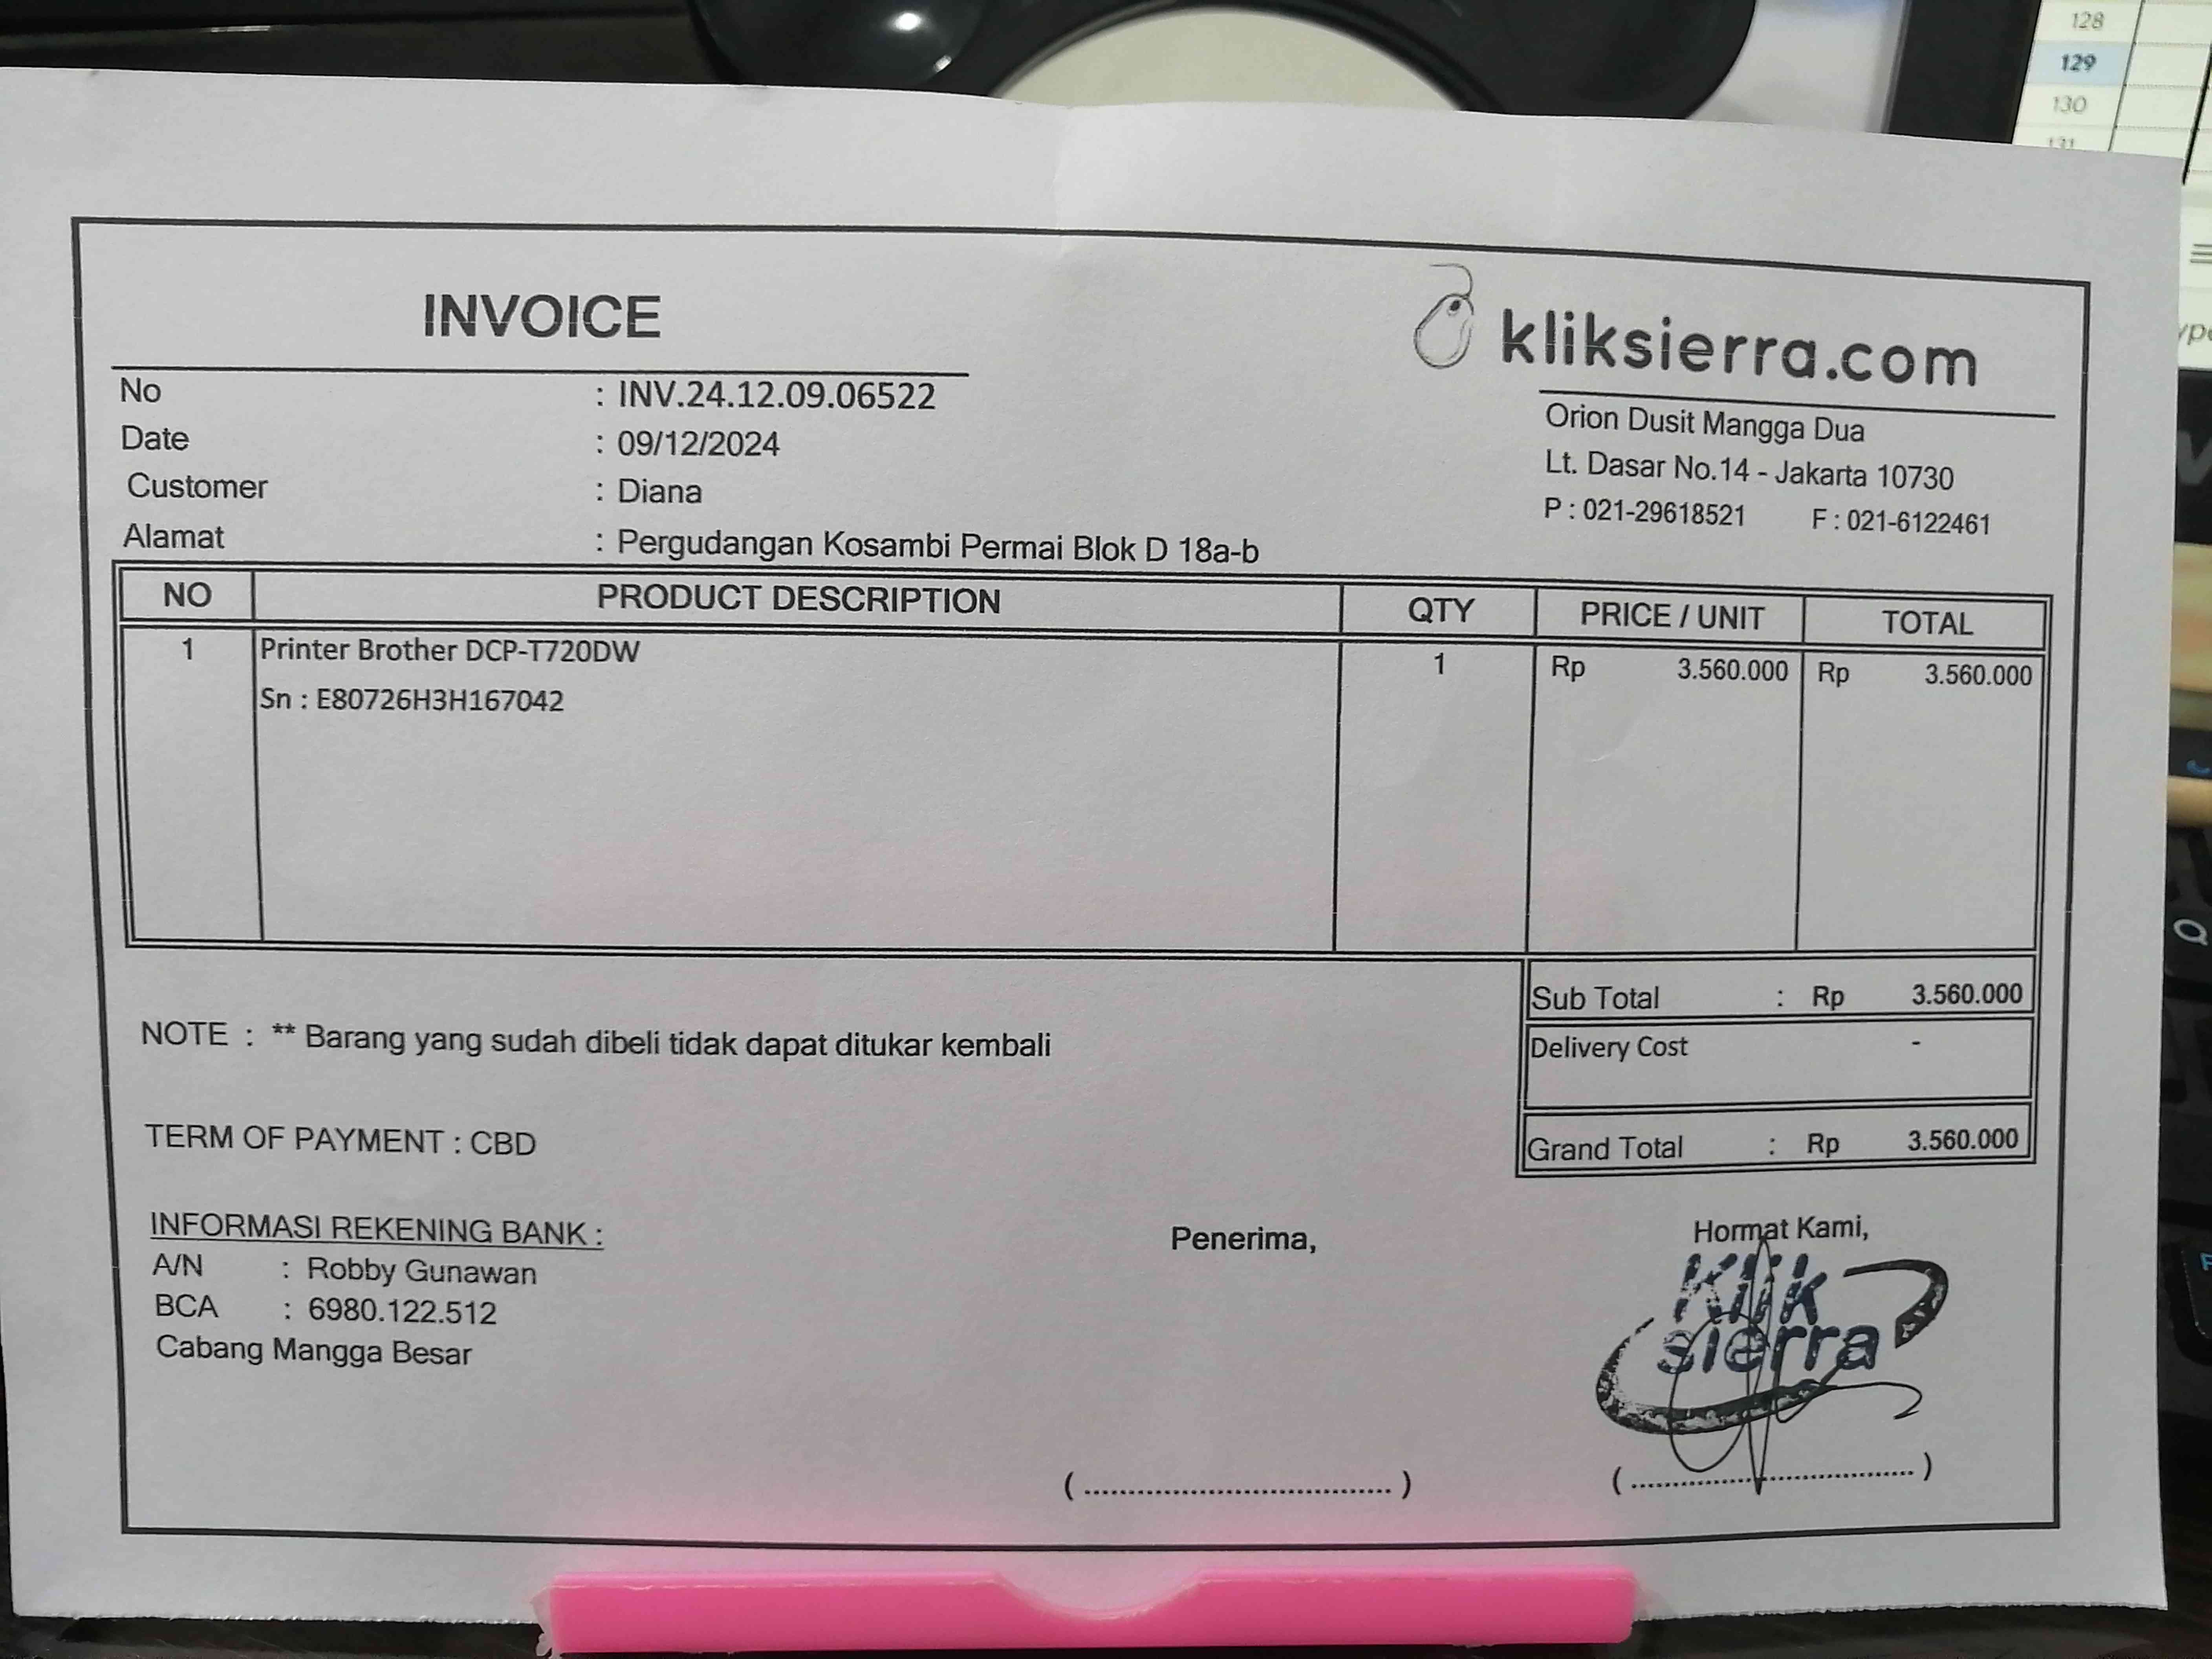 128
129
130
INVOICE
kliksierra.com
Orion Dusit Mangga Dua
Lt. Dasar No.14 - Jakarta 10730
P : 021-29618521 F : 021-6122461
No : INV.24.12.09.06522
Date : 09/12/2024
Customer : Diana
Alamat : Pergudangan Kosambi Permai Blok D 18a-b
NO PRODUCT DESCRIPTION QTY PRICE / UNIT TOTAL
1 Printer Brother DCP-T720DW 1 Rp 3.560.000 Rp 3.560.000
Sn : E80726H3H167042
Sub Total : Rp 3.560.000
Delivery Cost -
Grand Total : Rp 3.560.000
NOTE : ** Barang yang sudah dibeli tidak dapat ditukar kembali
TERM OF PAYMENT : CBD
INFORMASI REKENING BANK :
A/N : Robby Gunawan
BCA : 6980.122.512
Cabang Mangga Besar
Penerima,
(....................................)
Hormat Kami,
Klik
sierra
(....................................)